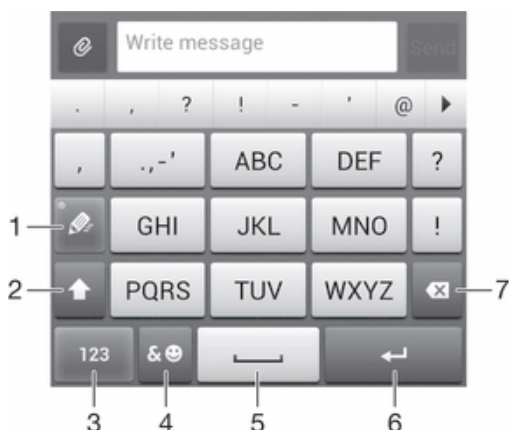 Write message Send
. , ? ! - ' @
, .,-' ABC DEF ?
1 GHI JKL MNO !
2 PQRS TUV WXYZ 7
123 &
3 4 5 6